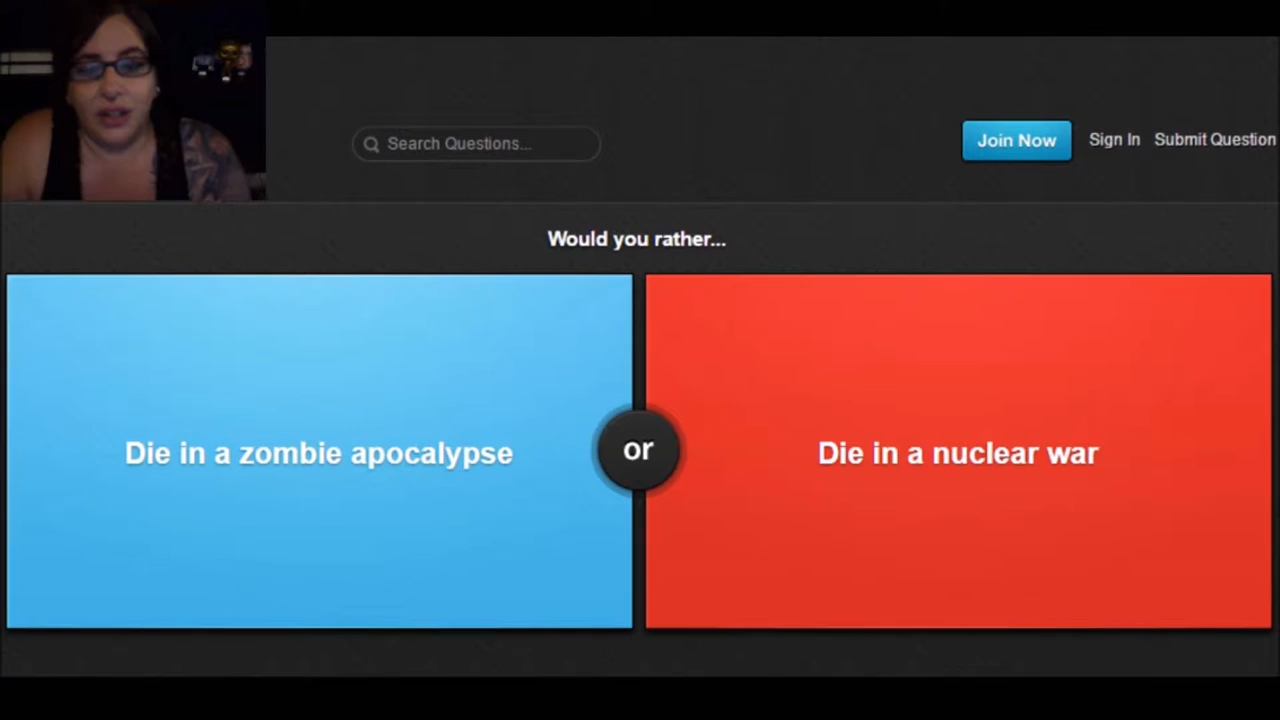 Search Questions...
Join Now
Sign In
Submit Question
Would you rather...
Die in a zombie apocalypse
or
Die in a nuclear war